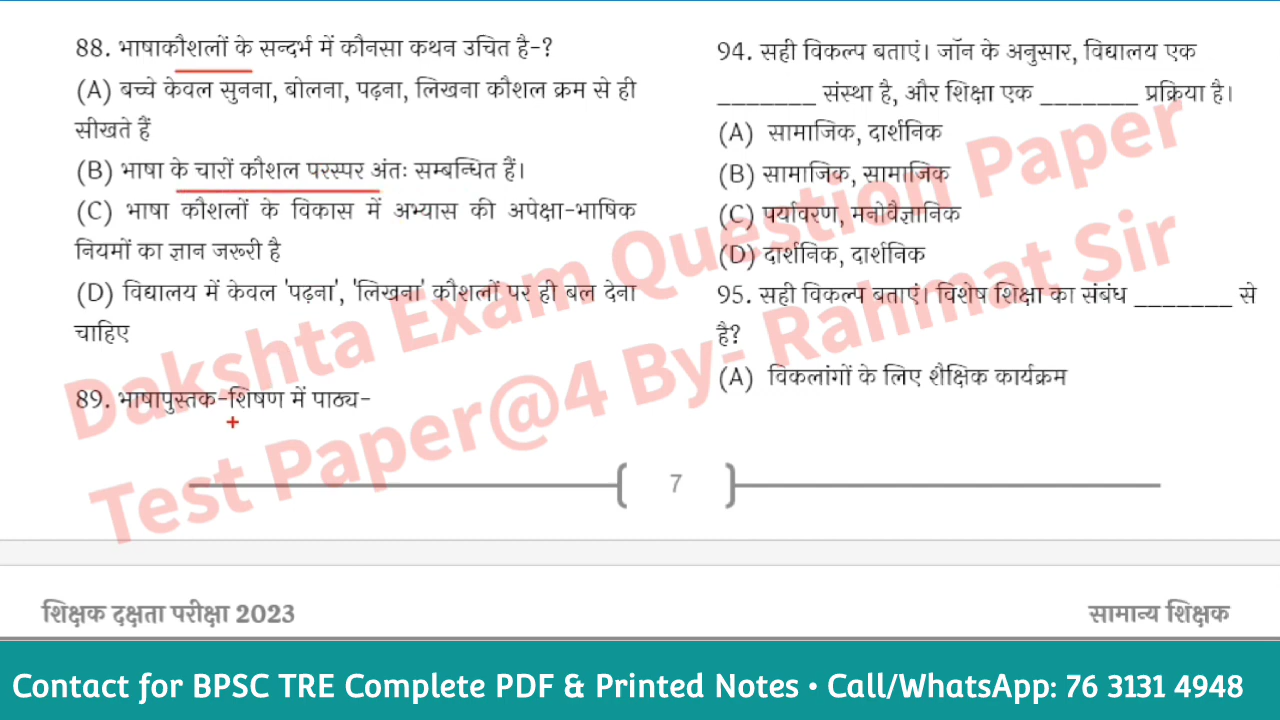 88. भाषाकौशलों के सन्दर्भ में कौनसा कथन उचित है-?
(A) बच्चे केवल सुनना, बोलना, पढ़ना, लिखना कौशल क्रम से ही
सीखते हैं
(B) भाषा के चारों कौशल परस्पर अंतः सम्बन्धित हैं।
(C) भाषा कौशलों के विकास में अभ्यास की अपेक्षा-भाषिक
नियमों का ज्ञान जरूरी है
(D) विद्यालय में केवल 'पढ़ना', 'लिखना' कौशलों पर ही बल देना
चाहिए
89. भाषापुस्तक-शिषण में पाठ्य-
94. सही विकल्प बताएं। जॉन के अनुसार, विद्यालय एक
_______ संस्था है, और शिक्षा एक _______ प्रक्रिया है।
(A) सामाजिक, दार्शनिक
(B) सामाजिक, सामाजिक
(C) पर्यावरण, मनोवैज्ञानिक
(D) दार्शनिक, दार्शनिक
95. सही विकल्प बताएं। विशेष शिक्षा का संबंध _______ से
है?
(A) विकलांगों के लिए शैक्षिक कार्यक्रम
Dakshta Exam Question Paper
Test Paper@4 By- Rahmat Sir
7
शिक्षक दक्षता परीक्षा 2023
सामान्य शिक्षक
Contact for BPSC TRE Complete PDF & Printed Notes • Call/WhatsApp: 76 3131 4948